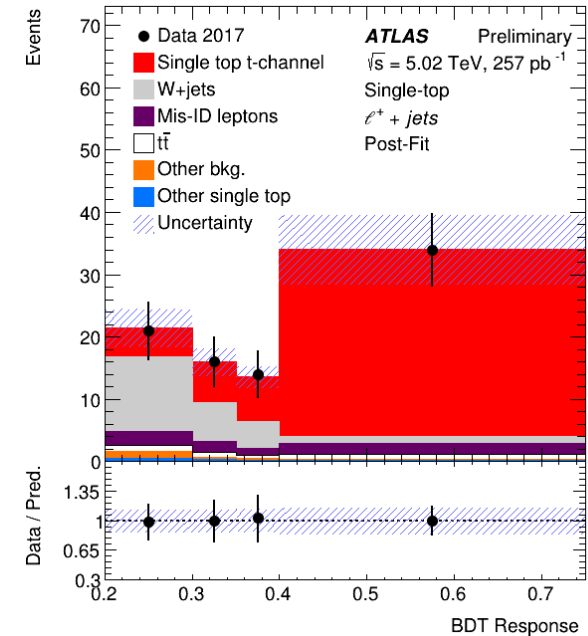 Events
70
60
50
40
30
20
10
0
Data 2017
Single top t-channel
W+jets
Mis-ID leptons
tt̄
Other bkg.
Other single top
Uncertainty
ATLAS Preliminary
√s = 5.02 TeV, 257 pb⁻¹
Single-top
ℓ⁺ + jets
Post-Fit
Data / Pred.
1.35
1
0.65
0.3
0.2 0.3 0.4 0.5 0.6 0.7
BDT Response